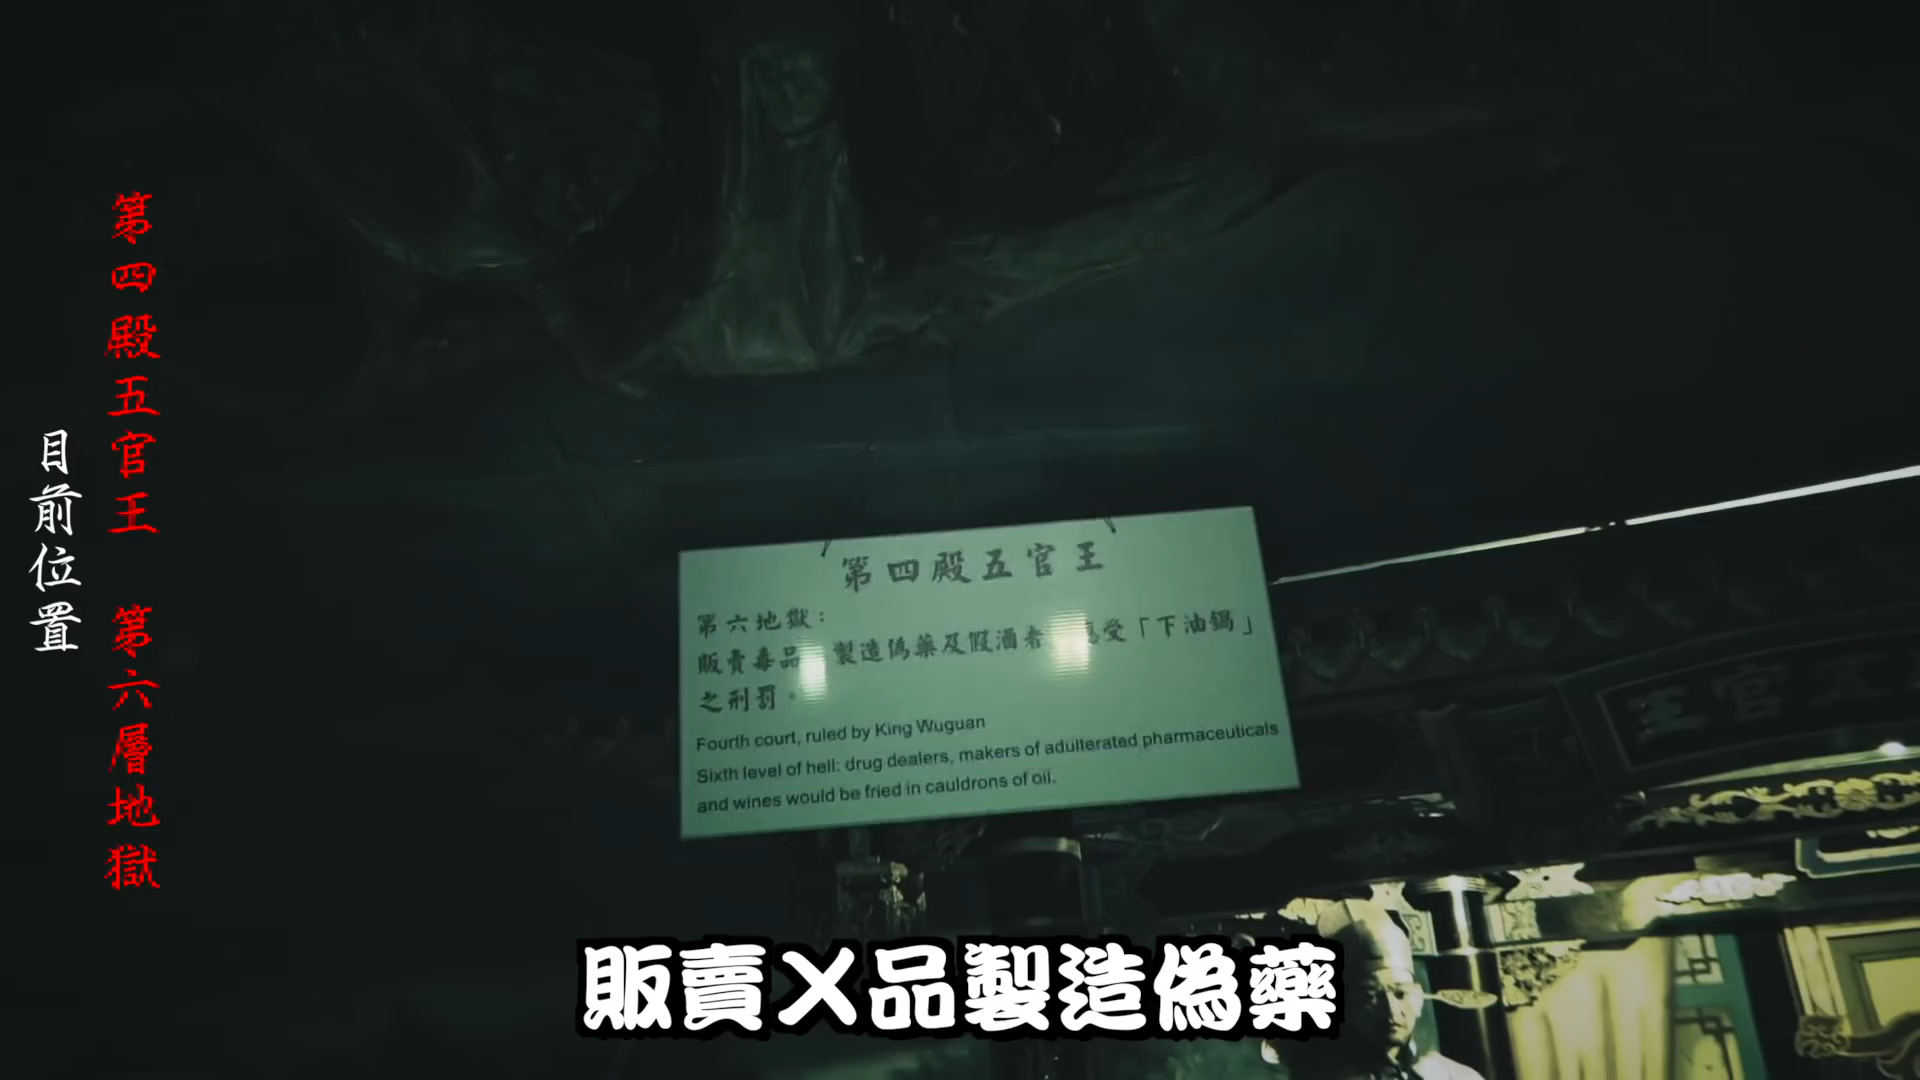 目前位置
第四殿五官王 第六層地獄
第四殿五官王
第六地獄：
販賣毒品 製造偽藥及假酒者 受「下油鍋」
之刑罰。
Fourth court, ruled by King Wuguan
Sixth level of hell: drug dealers, makers of adulterated pharmaceuticals
and wines would be fried in cauldrons of oil.
王官五
販賣X品製造偽藥